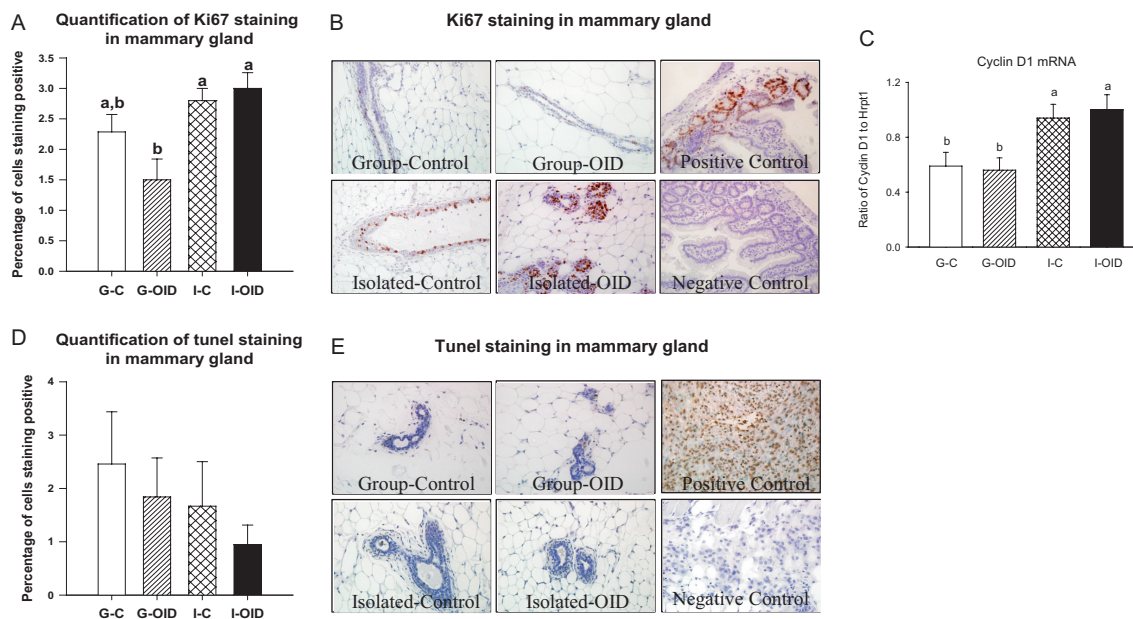 A
Quantification of Ki67 staining
in mammary gland
Percentage of cells staining positive
3.5
3.0
2.5
2.0
1.5
1.0
0.5
0.0
a,b
b
a
a
G-C
G-OID
I-C
I-OID
B
Ki67 staining in mammary gland
Group-Control
Group-OID
Positive Control
Isolated-Control
Isolated-OID
Negative Control
C
Cyclin D1 mRNA
Ratio of Cyclin D1 to Hrpt1
1.2
0.8
0.4
0.0
b
b
a
a
G-C
G-OID
I-C
I-OID
D
Quantification of tunel staining
in mammary gland
Percentage of cells staining positive
4
3
2
1
0
G-C
G-OID
I-C
I-OID
E
Tunel staining in mammary gland
Group-Control
Group-OID
Positive Control
Isolated-Control
Isolated-OID
Negative Control